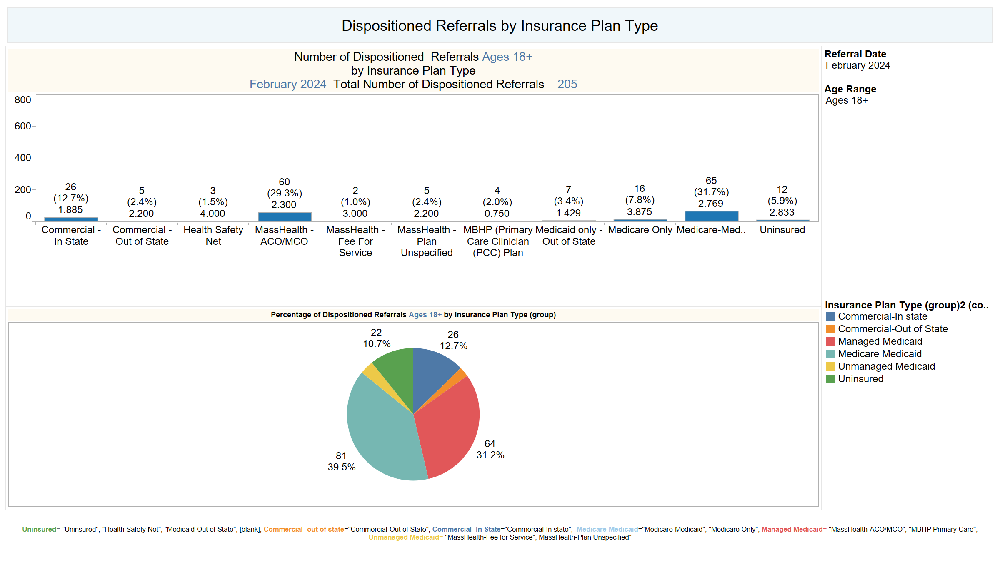 Dispositioned Referrals by Insurance Plan Type
Number of Dispositioned  Referrals Ages 18+
by Insurance Plan Type
February 2024  Total Number of Dispositioned Referrals – 205
Referral Date
February 2024
Age Range
Ages 18+
800
600
400
200
0
26
(12.7%)
1.885
5
(2.4%)
2.200
3
(1.5%)
4.000
60
(29.3%)
2.300
2
(1.0%)
3.000
5
(2.4%)
2.200
4
(2.0%)
0.750
7
(3.4%)
1.429
16
(7.8%)
3.875
65
(31.7%)
2.769
12
(5.9%)
2.833
Commercial -
In State
Commercial -
Out of State
Health Safety
Net
MassHealth -
ACO/MCO
MassHealth -
Fee For
Service
MassHealth -
Plan
Unspecified
MBHP (Primary
Care Clinician
(PCC) Plan
Medicaid only -
Out of State
Medicare Only
Medicare-Med..
Uninsured
Insurance Plan Type (group)2 (co..
Commercial-In state
Commercial-Out of State
Managed Medicaid
Medicare Medicaid
Unmanaged Medicaid
Uninsured
Percentage of Dispositioned Referrals Ages 18+ by Insurance Plan Type (group)
22
10.7%
26
12.7%
64
31.2%
81
39.5%
Uninsured= "Uninsured", "Health Safety Net", "Medicaid-Out of State", [blank]; Commercial- out of state="Commercial-Out of State"; Commercial- In State="Commercial-In state",  Medicare-Medicaid="Medicare-Medicaid", "Medicare Only"; Managed Medicaid= "MassHealth-ACO/MCO", "MBHP Primary Care";
Unmanaged Medicaid= "MassHealth-Fee for Service", MassHealth-Plan Unspecified"